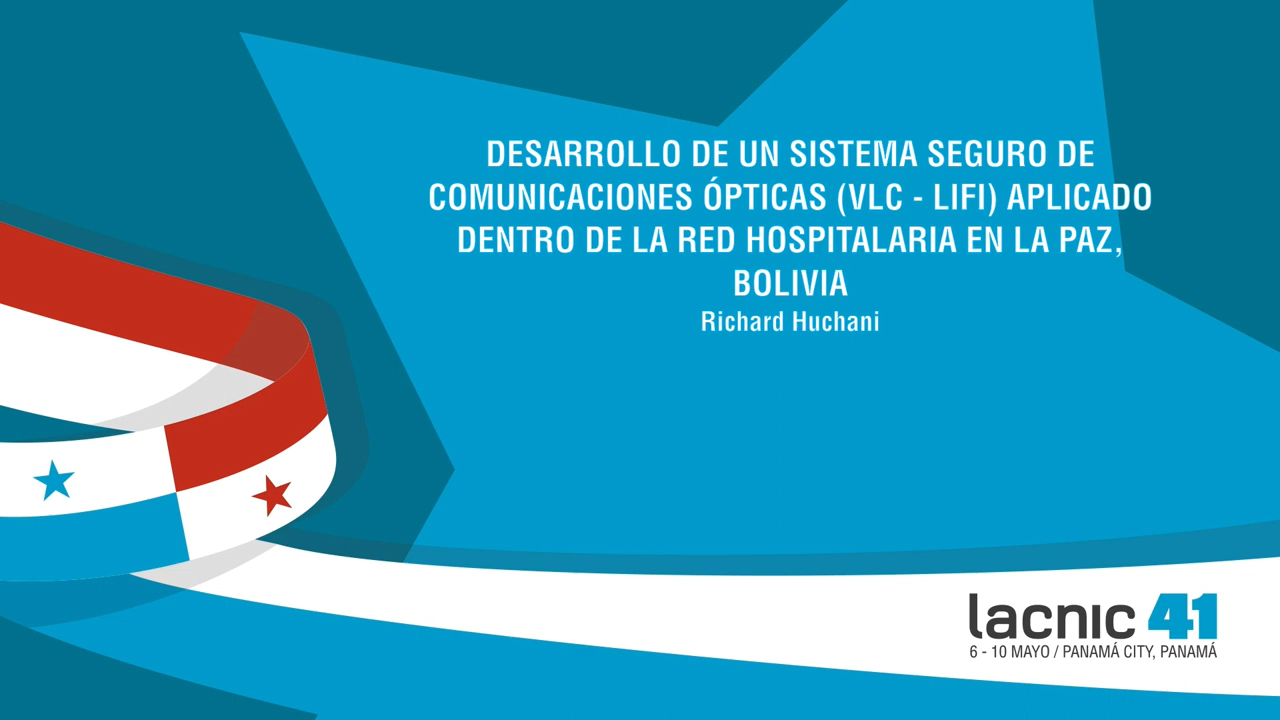 DESARROLLO DE UN SISTEMA SEGURO DE
COMUNICACIONES ÓPTICAS (VLC - LIFI) APLICADO
DENTRO DE LA RED HOSPITALARIA EN LA PAZ,
BOLIVIA
Richard Huchani
lacnic 41
6 - 10 MAYO / PANAMÁ CITY, PANAMÁ